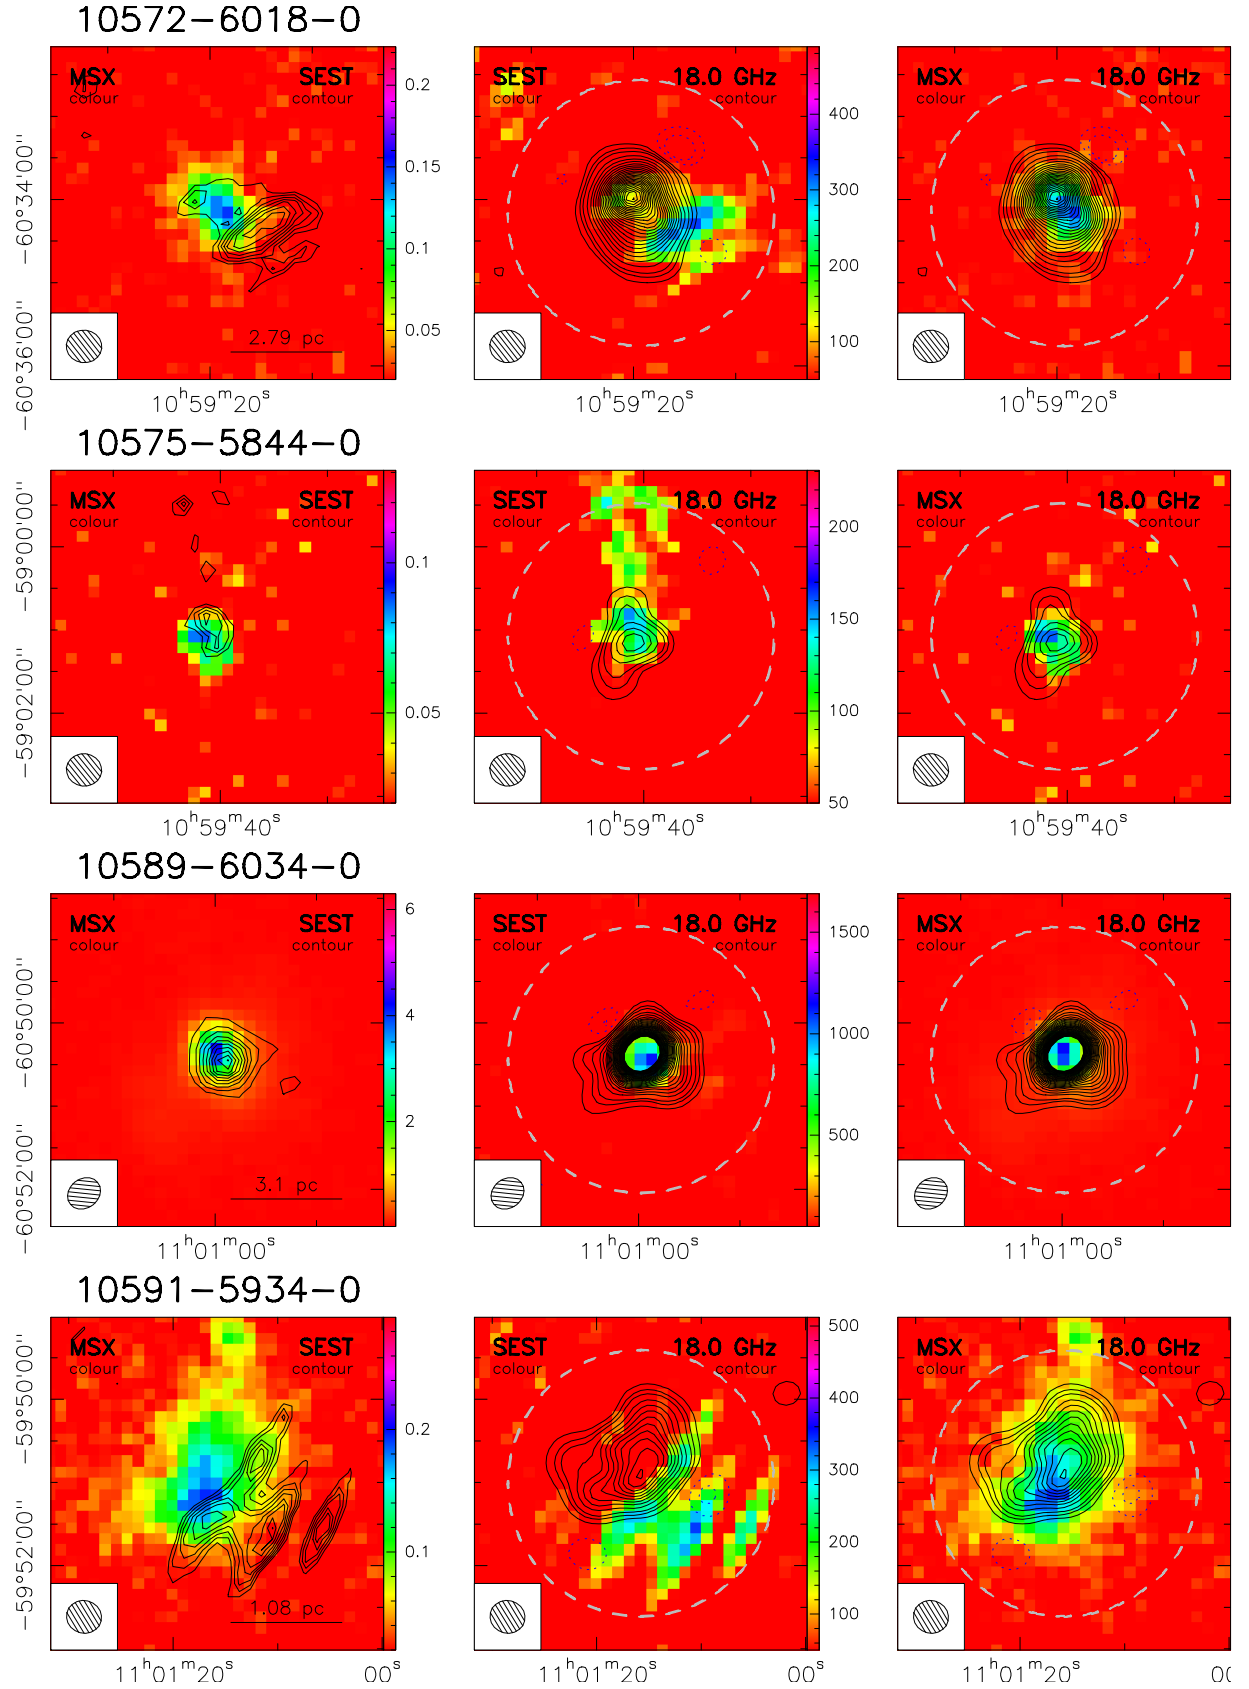 10572-6018-0
MSX SEST 0.2 SEST 18.0 GHz MSX 18.0 GHz
colour contour colour contour colour contour
400
0.15
300
-60°34'00''
0.1
200
0.05
2.79 pc
100
-60°36'00''
10h59m20s 10h59m20s 10h59m20s
10575-5844-0
MSX SEST SEST 18.0 GHz MSX 18.0 GHz
colour contour colour contour colour contour
200
-59°00'00''
0.1
150
0.05
100
-59°02'00''
50
10h59m40s 10h59m40s 10h59m40s
10589-6034-0
MSX SEST 6 SEST 18.0 GHz MSX 18.0 GHz
colour contour colour contour colour contour
1500
4
-60°50'00''
1000
2
500
3.1 pc
-60°52'00''
11h01m00s 11h01m00s 11h01m00s
10591-5934-0
500
MSX SEST SEST 18.0 GHz MSX 18.0 GHz
colour contour colour contour colour contour
400
-59°50'00''
0.2
300
200
0.1
-59°52'00''
1.08 pc
100
11h01m20s 00s 11h01m20s 00s 11h01m20s 00